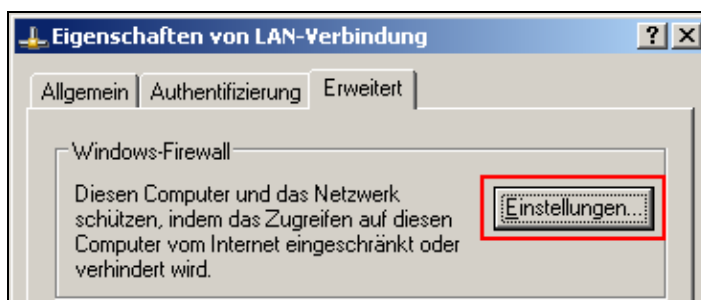 Eigenschaften von LAN-Verbindung
? X
Allgemein Authentifizierung Erweitert
Windows-Firewall
Diesen Computer und das Netzwerk
schützen, indem das Zugreifen auf diesen
Computer vom Internet eingeschränkt oder
verhindert wird.
Einstellungen...